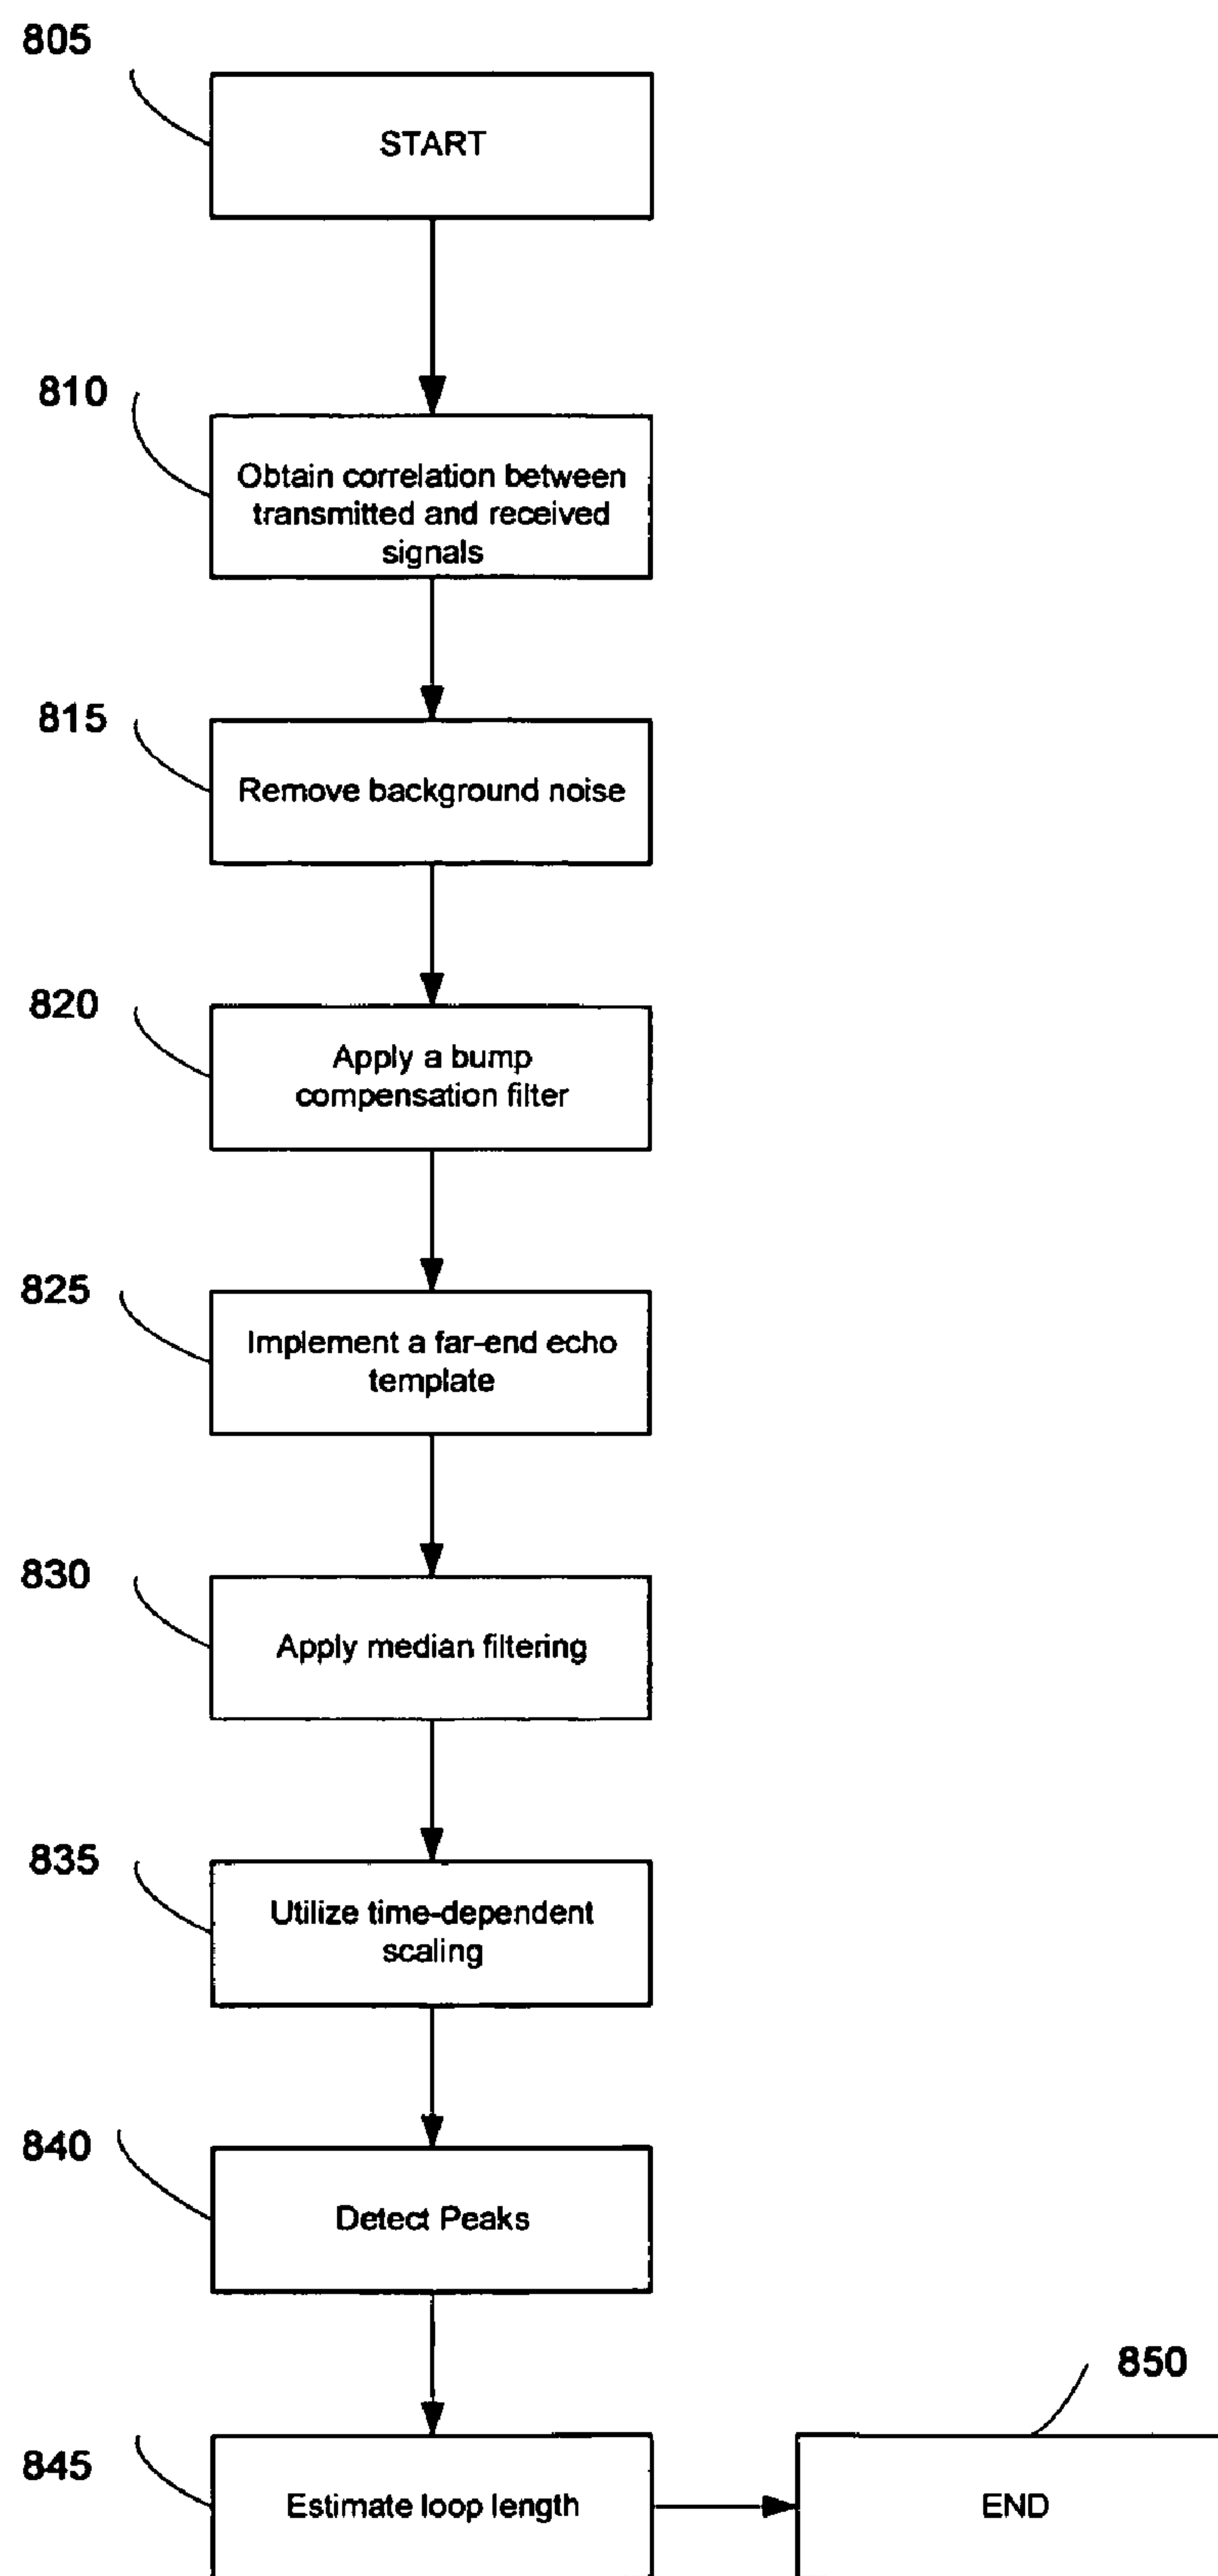 805
START
810
Obtain correlation between
transmitted and received
signals
815
Remove background noise
820
Apply a bump
compensation filter
825
Implement a far-end echo
template
830
Apply median filtering
835
Utilize time-dependent
scaling
840
Detect Peaks
845
Estimate loop length
850
END